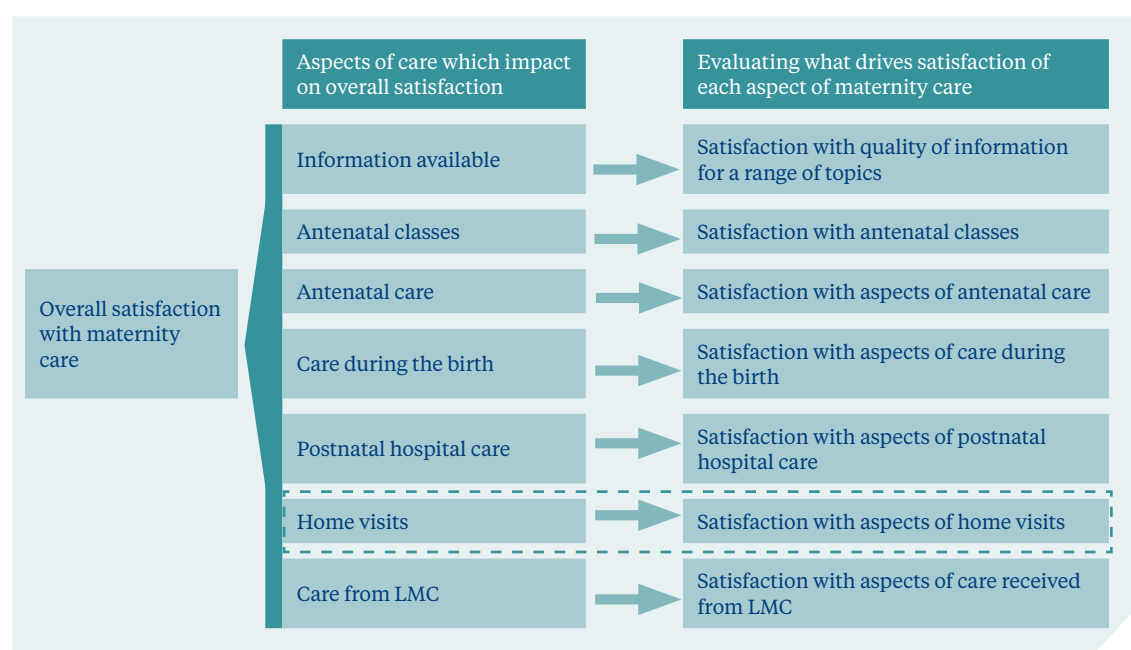 Aspects of care which impact
on overall satisfaction
Evaluating what drives satisfaction of
each aspect of maternity care
Overall satisfaction
with maternity
care
Information available
Satisfaction with quality of information
for a range of topics
Antenatal classes
Satisfaction with antenatal classes
Antenatal care
Satisfaction with aspects of antenatal care
Care during the birth
Satisfaction with aspects of care during
the birth
Postnatal hospital care
Satisfaction with aspects of postnatal
hospital care
Home visits
Satisfaction with aspects of home visits
Care from LMC
Satisfaction with aspects of care received
from LMC